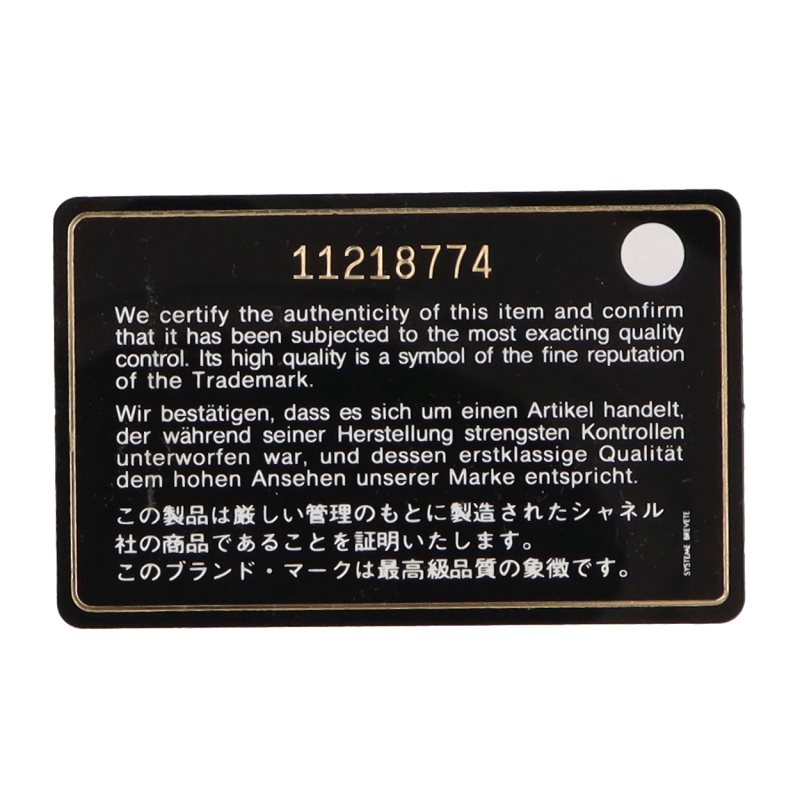 11218774
We certify the authenticity of this item and confirm
that it has been subjected to the most exacting quality
control. Its high quality is a symbol of the fine reputation
of the Trademark.
Wir bestätigen, dass es sich um einen Artikel handelt,
der während seiner Herstellung strengsten Kontrollen
unterworfen war, und dessen erstklassige Qualität
dem hohen Ansehen unserer Marke entspricht.
この製品は厳しい管理のもとに製造されたシャネル
社の商品であることを証明いたします。
このブランド・マークは最高級品質の象徴です。
SYSTEME BREVETE